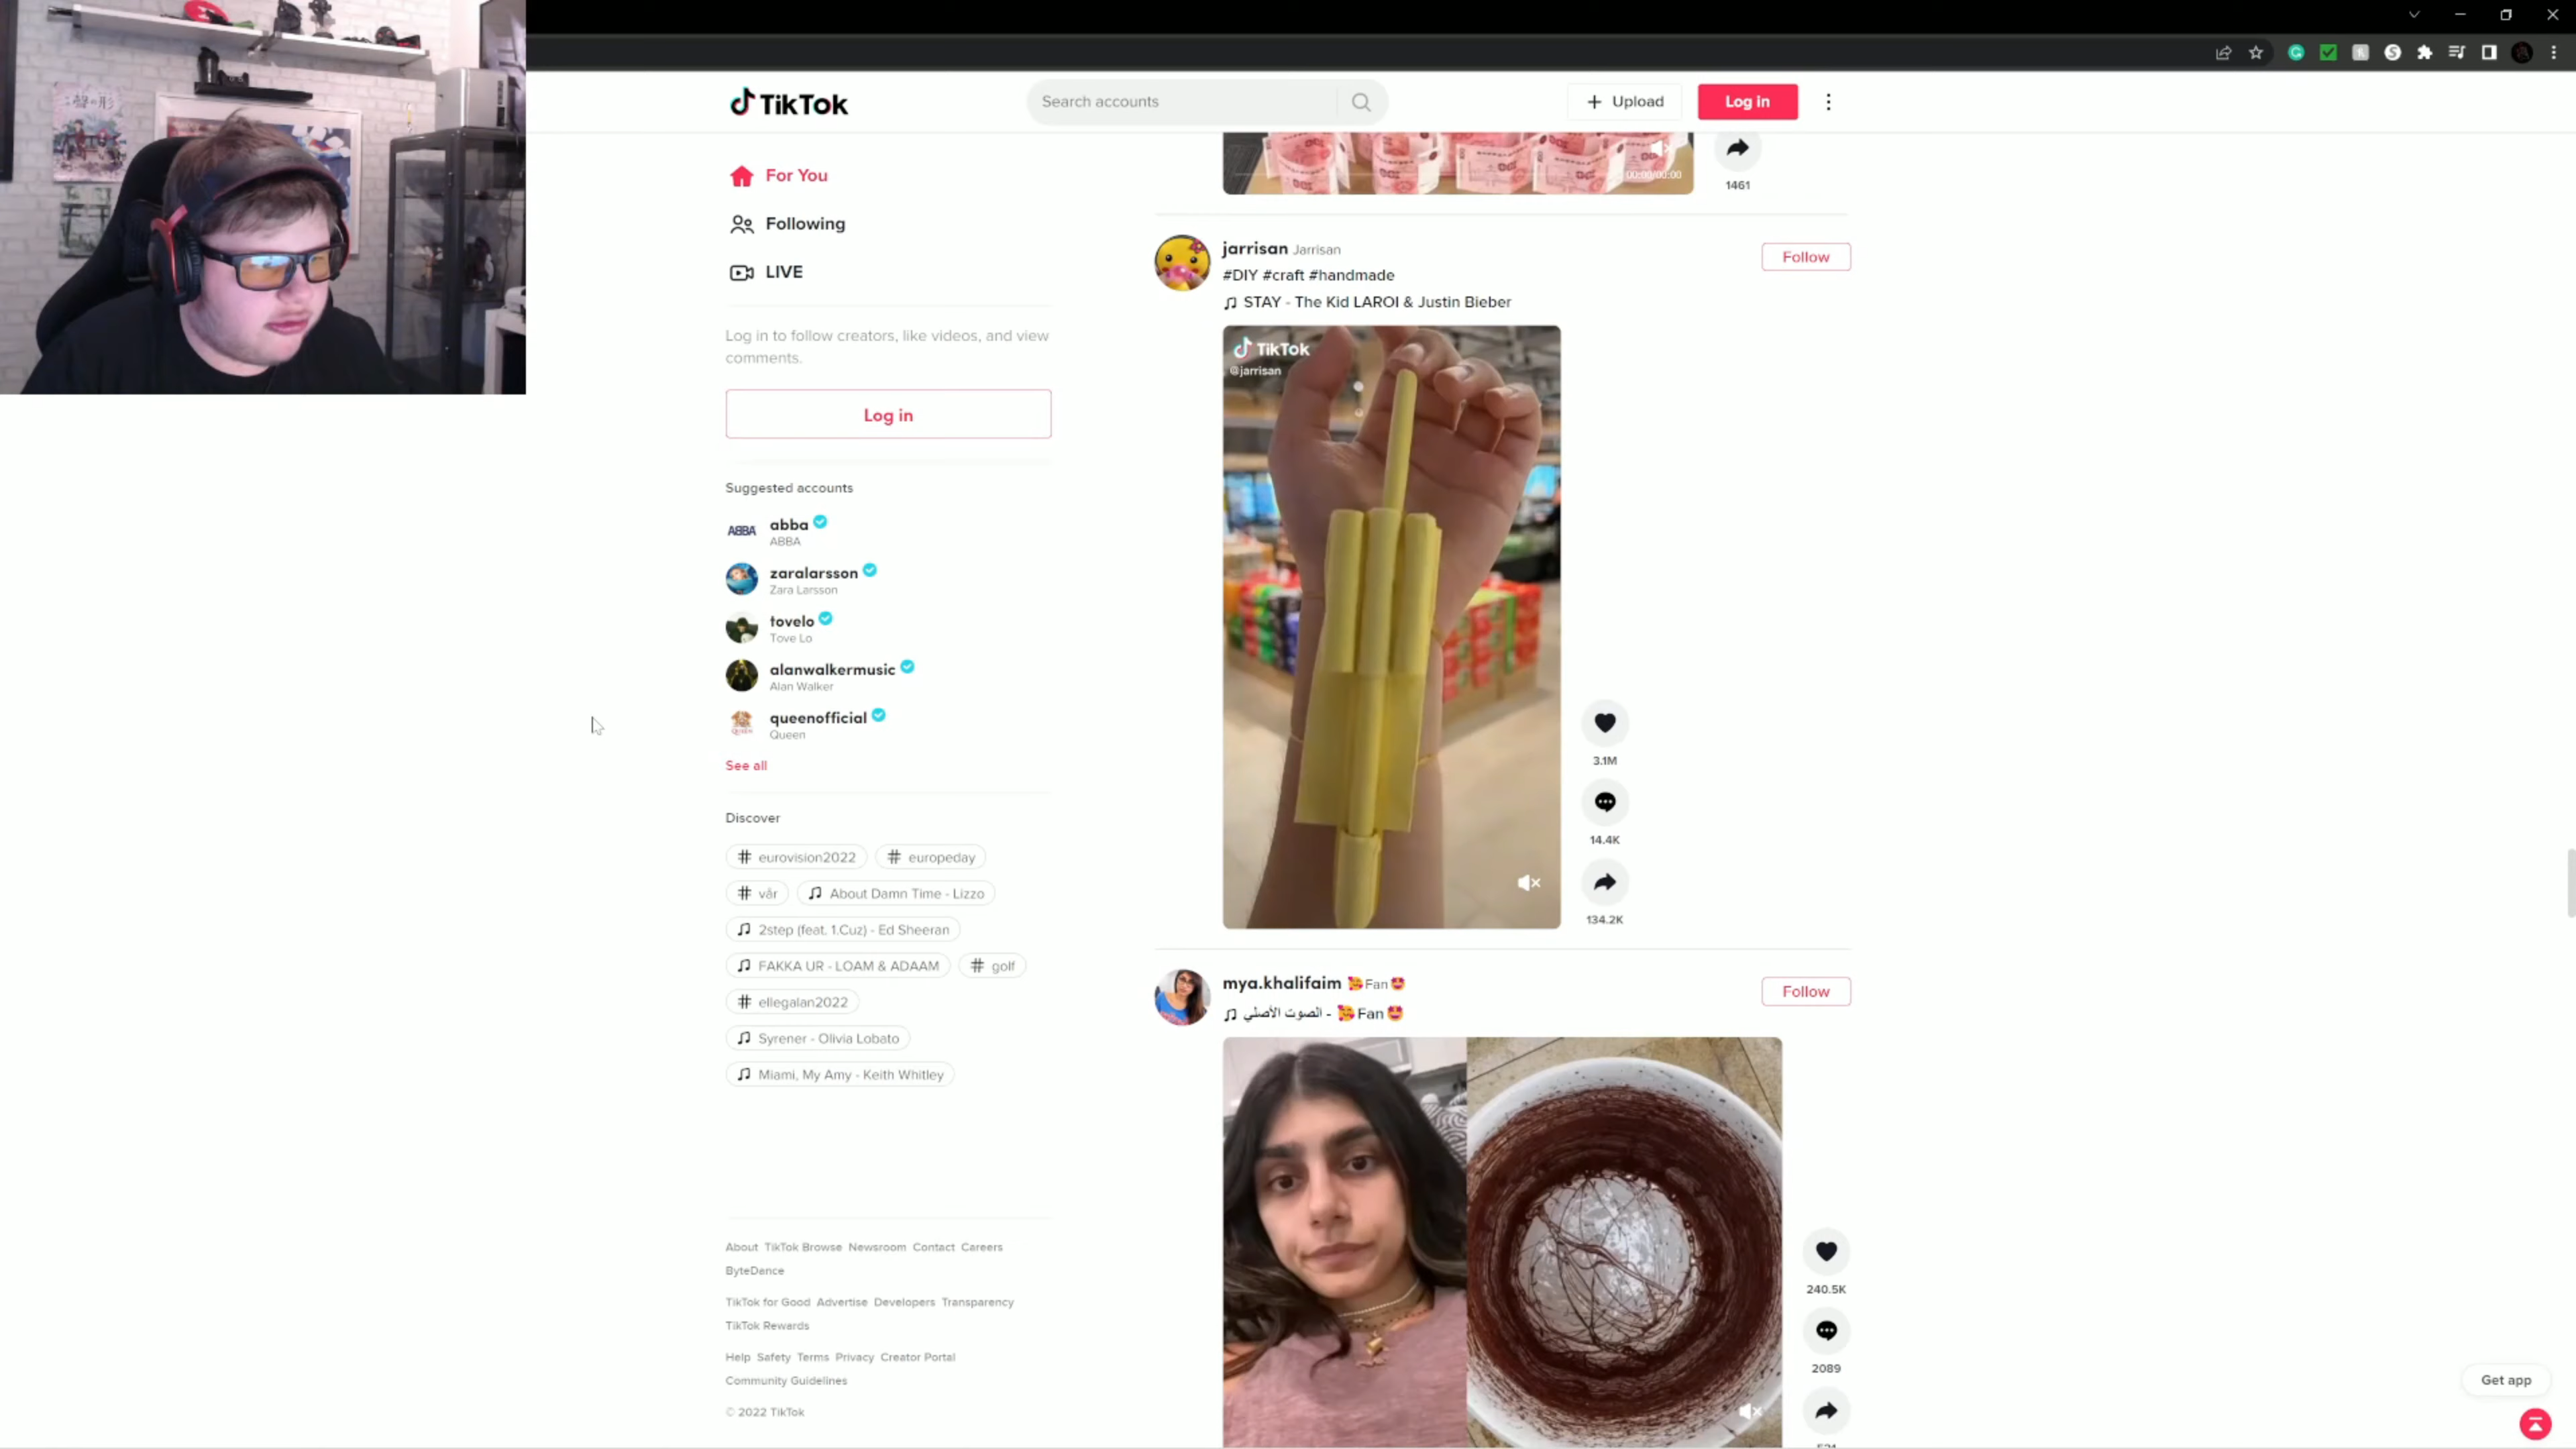 TikTok
Search accounts
Upload
Log in
For You
Following
LIVE
Log in to follow creators, like videos, and view
comments.
Log in
Suggested accounts
ABBA
abba
ABBA
zaralarsson
Zara Larsson
tovelo
Tove Lo
alanwalkermusic
Alan Walker
QUEEN
queenofficial
Queen
See all
Discover
# eurovision2022
# europeday
# vår
About Damn Time - Lizzo
2step (feat. 1.Cuz) - Ed Sheeran
FAKKA UR - LOAM & ADAAM
# golf
# ellegalan2022
Syrener - Olivia Lobato
Miami, My Amy - Keith Whitley
About TikTok Browse Newsroom Contact Careers
ByteDance
TikTok for Good Advertise Developers Transparency
TikTok Rewards
Help Safety Terms Privacy Creator Portal
Community Guidelines
© 2022 TikTok
00:00/00:00
1461
jarrisan Jarrisan
Follow
#DIY #craft #handmade
STAY - The Kid LAROI & Justin Bieber
TikTok
@jarrisan
3.1M
14.4K
134.2K
mya.khalifaim 🥰Fan🤩
Follow
الصوت الأصلي - 🥰Fan🤩
240.5K
2089
Get app